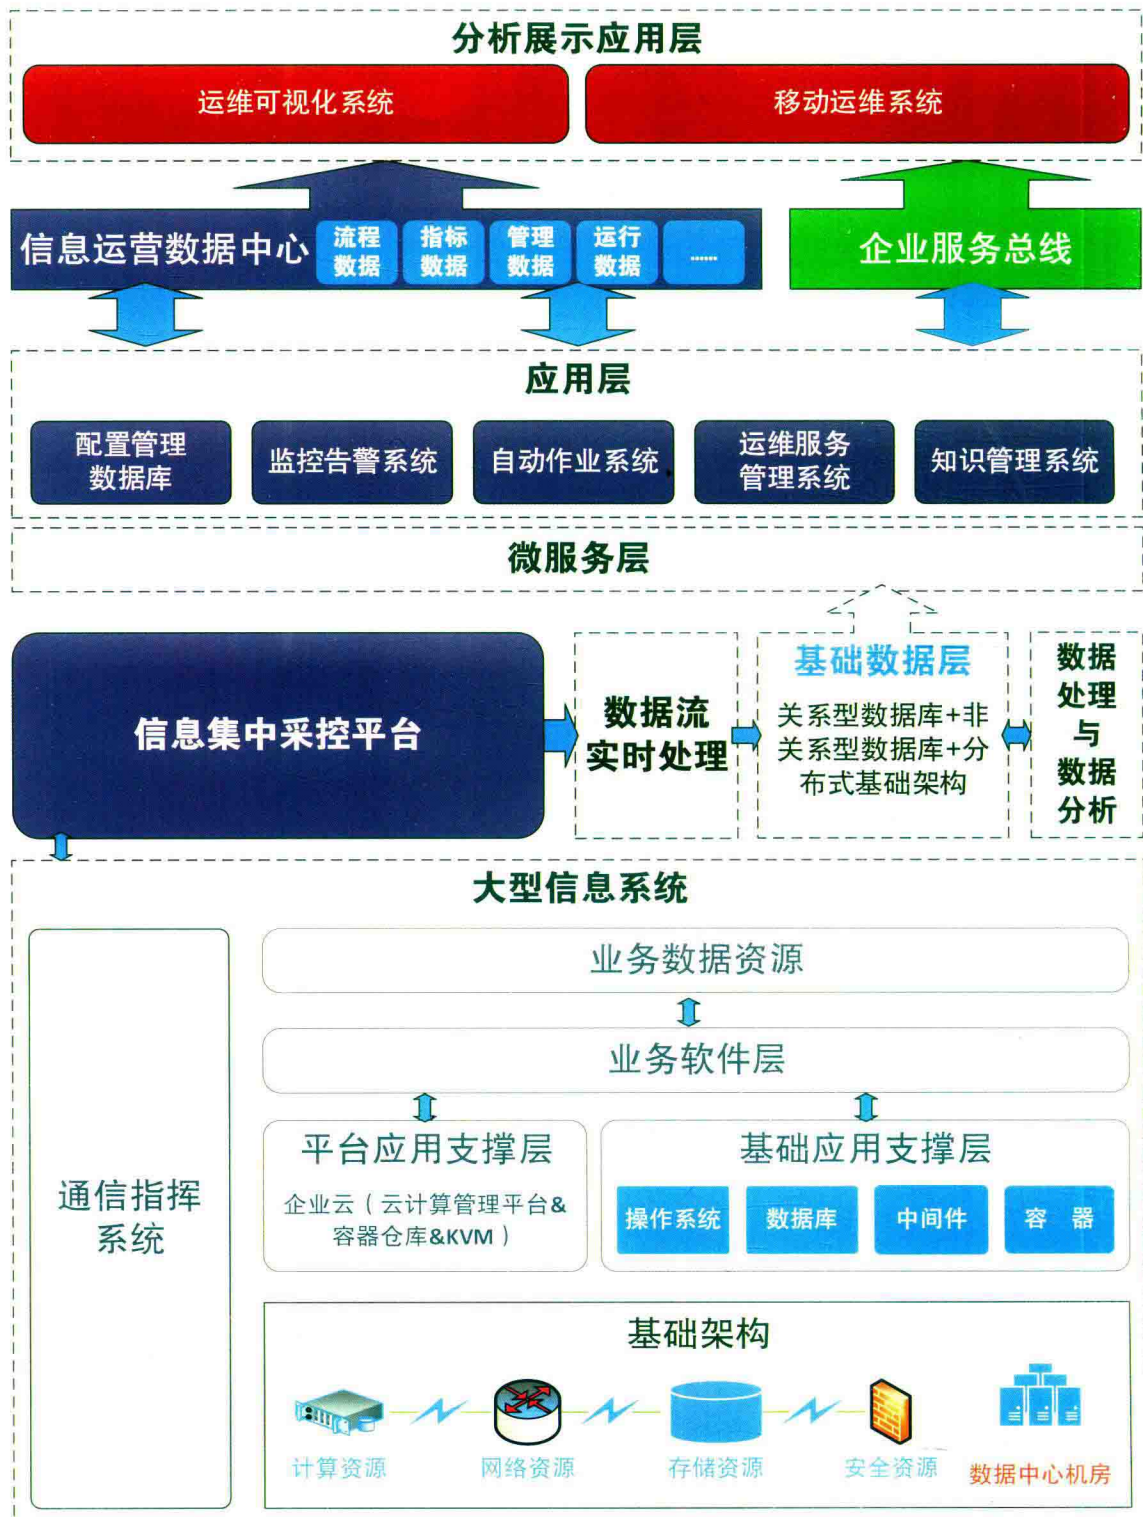 分析展示应用层
运维可视化系统
移动运维系统
信息运营数据中心
流程
数据
指标
数据
管理
数据
运行
数据
......
企业服务总线
应用层
配置管理
数据库
监控告警系统
自动作业系统
运维服务
管理系统
知识管理系统
微服务层
信息集中采控平台
数据流
实时处理
基础数据层
关系型数据库+非
关系型数据库+分
布式基础架构
数据
处理
与
数据
分析
大型信息系统
通信指挥
系统
业务数据资源
业务软件层
平台应用支撑层
企业云（云计算管理平台&
容器仓库&KVM）
基础应用支撑层
操作系统
数据库
中间件
容 器
基础架构
计算资源
网络资源
存储资源
安全资源
数据中心机房